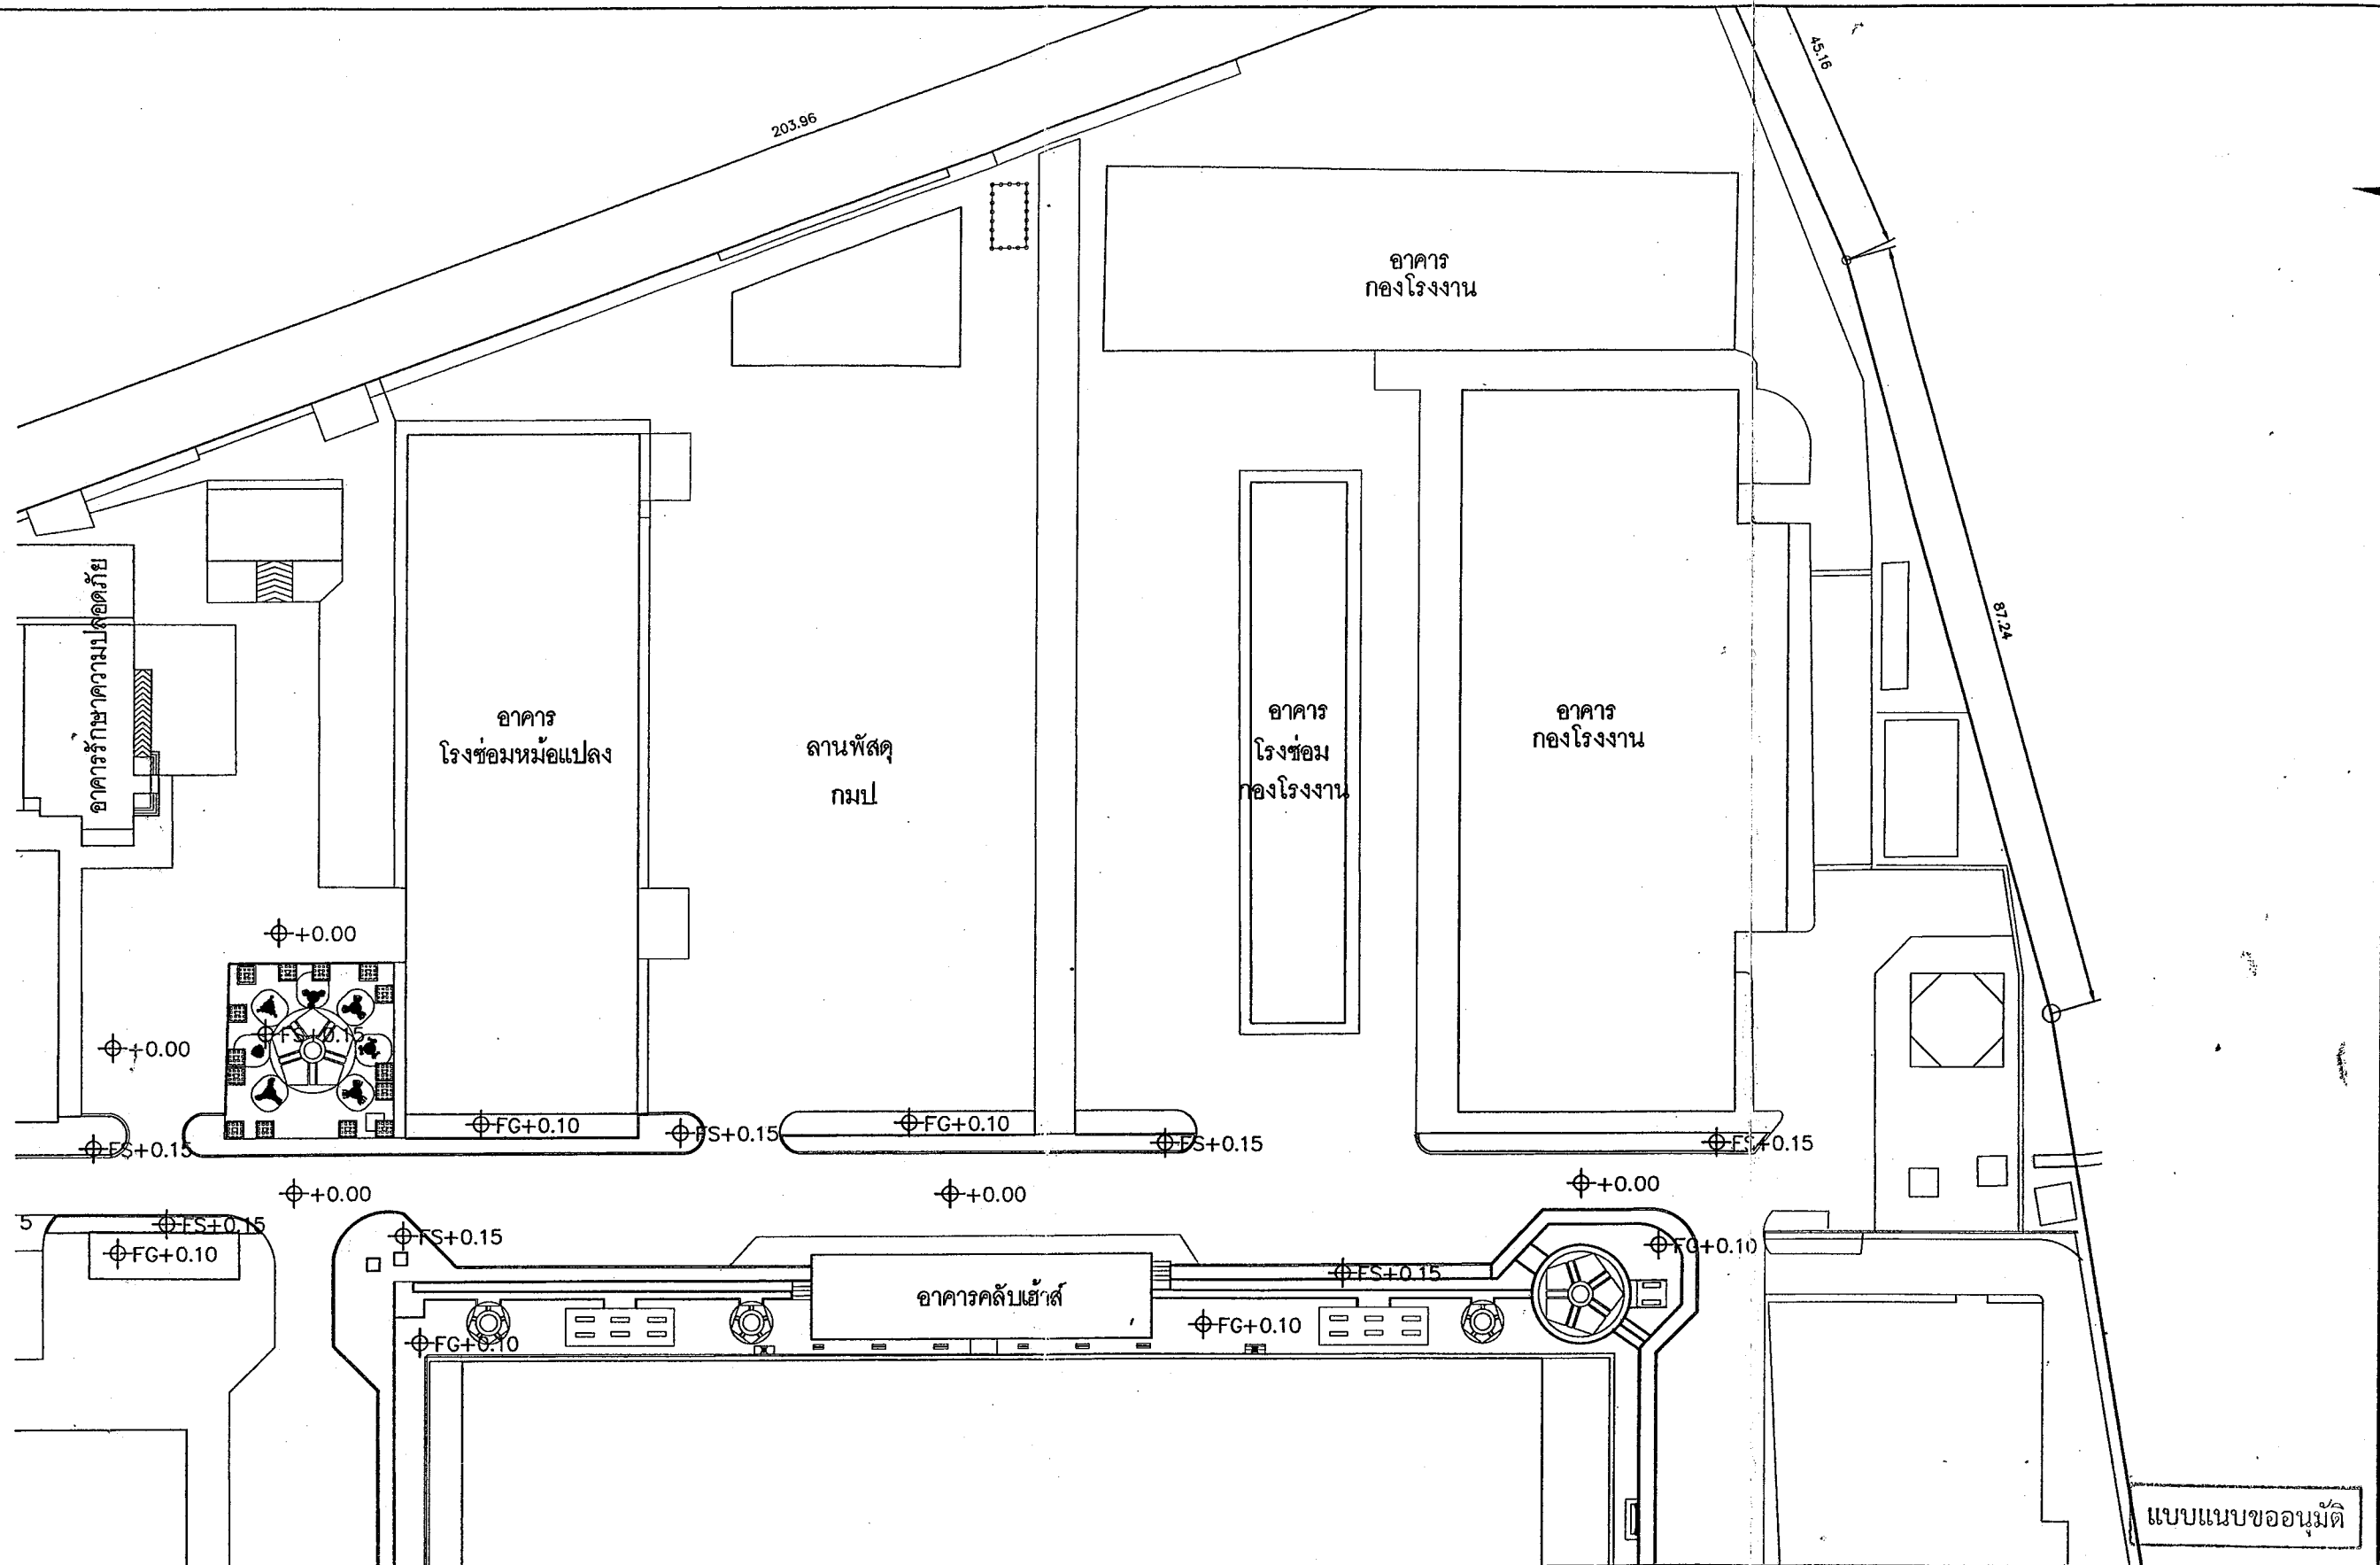 45.16
203.96
อาคาร
กองโรงงาน
87.24
อาคารรักษาความปลอดภัย
อาคาร
โรงซ่อมหม้อแปลง
ลานพัสดุ
กมป.
อาคาร
โรงซ่อม
กองโรงงาน
อาคาร
กองโรงงาน
+0.00
+0.00
FS+0.15
FG+0.10
FS+0.15
FG+0.10
FS+0.15
FS+0.15
FS+0.15
+0.00
+0.00
+0.00
5
FS+0.15
FG+0.10
FS+0.15
FG+0.10
FS+0.15
อาคารคลับเฮ้าส์
FG+0.10
FG+0.10
แบบแนบขออนุมัติ